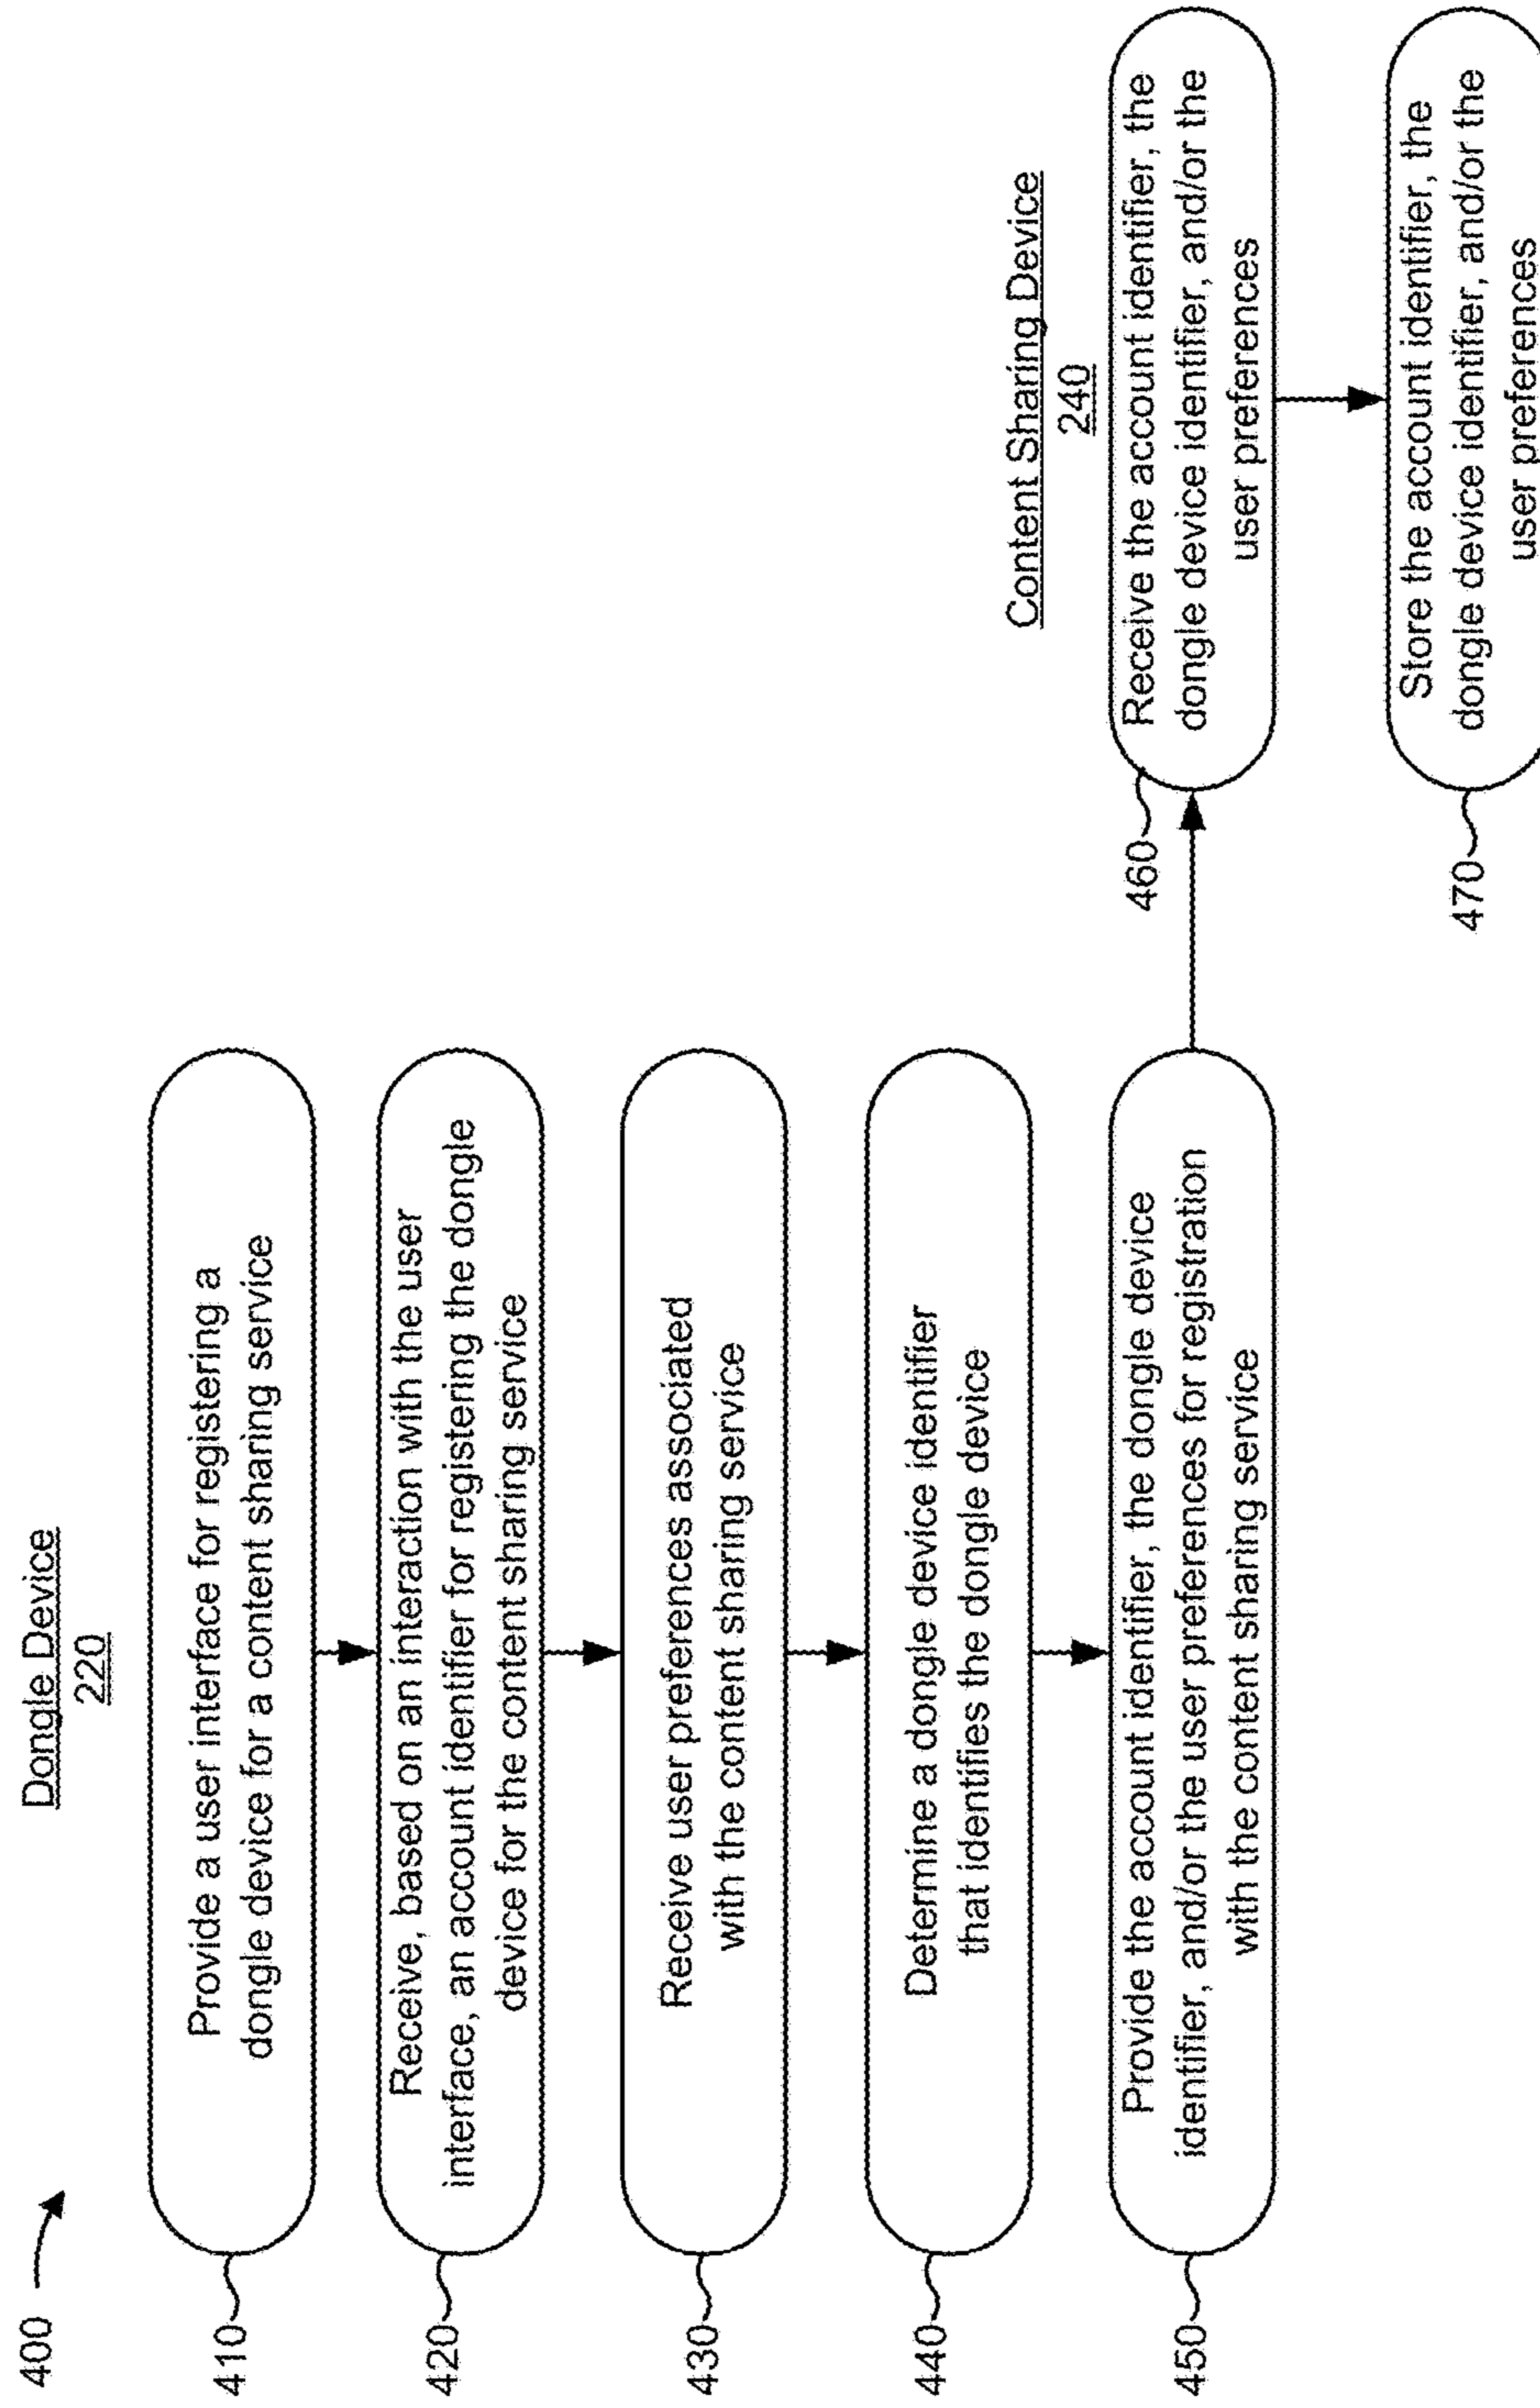 400
Dongle Device
220
410
Provide a user interface for registering a
dongle device for a content sharing service
420
Receive, based on an interaction with the user
interface, an account identifier for registering the dongle
device for the content sharing service
430
Receive user preferences associated
with the content sharing service
440
Determine a dongle device identifier
that identifies the dongle device
450
Provide the account identifier, the dongle device
identifier, and/or the user preferences for registration
with the content sharing service
Content Sharing Device
240
460
Receive the account identifier, the
dongle device identifier, and/or the
user preferences
470
Store the account identifier, the
dongle device identifier, and/or the
user preferences